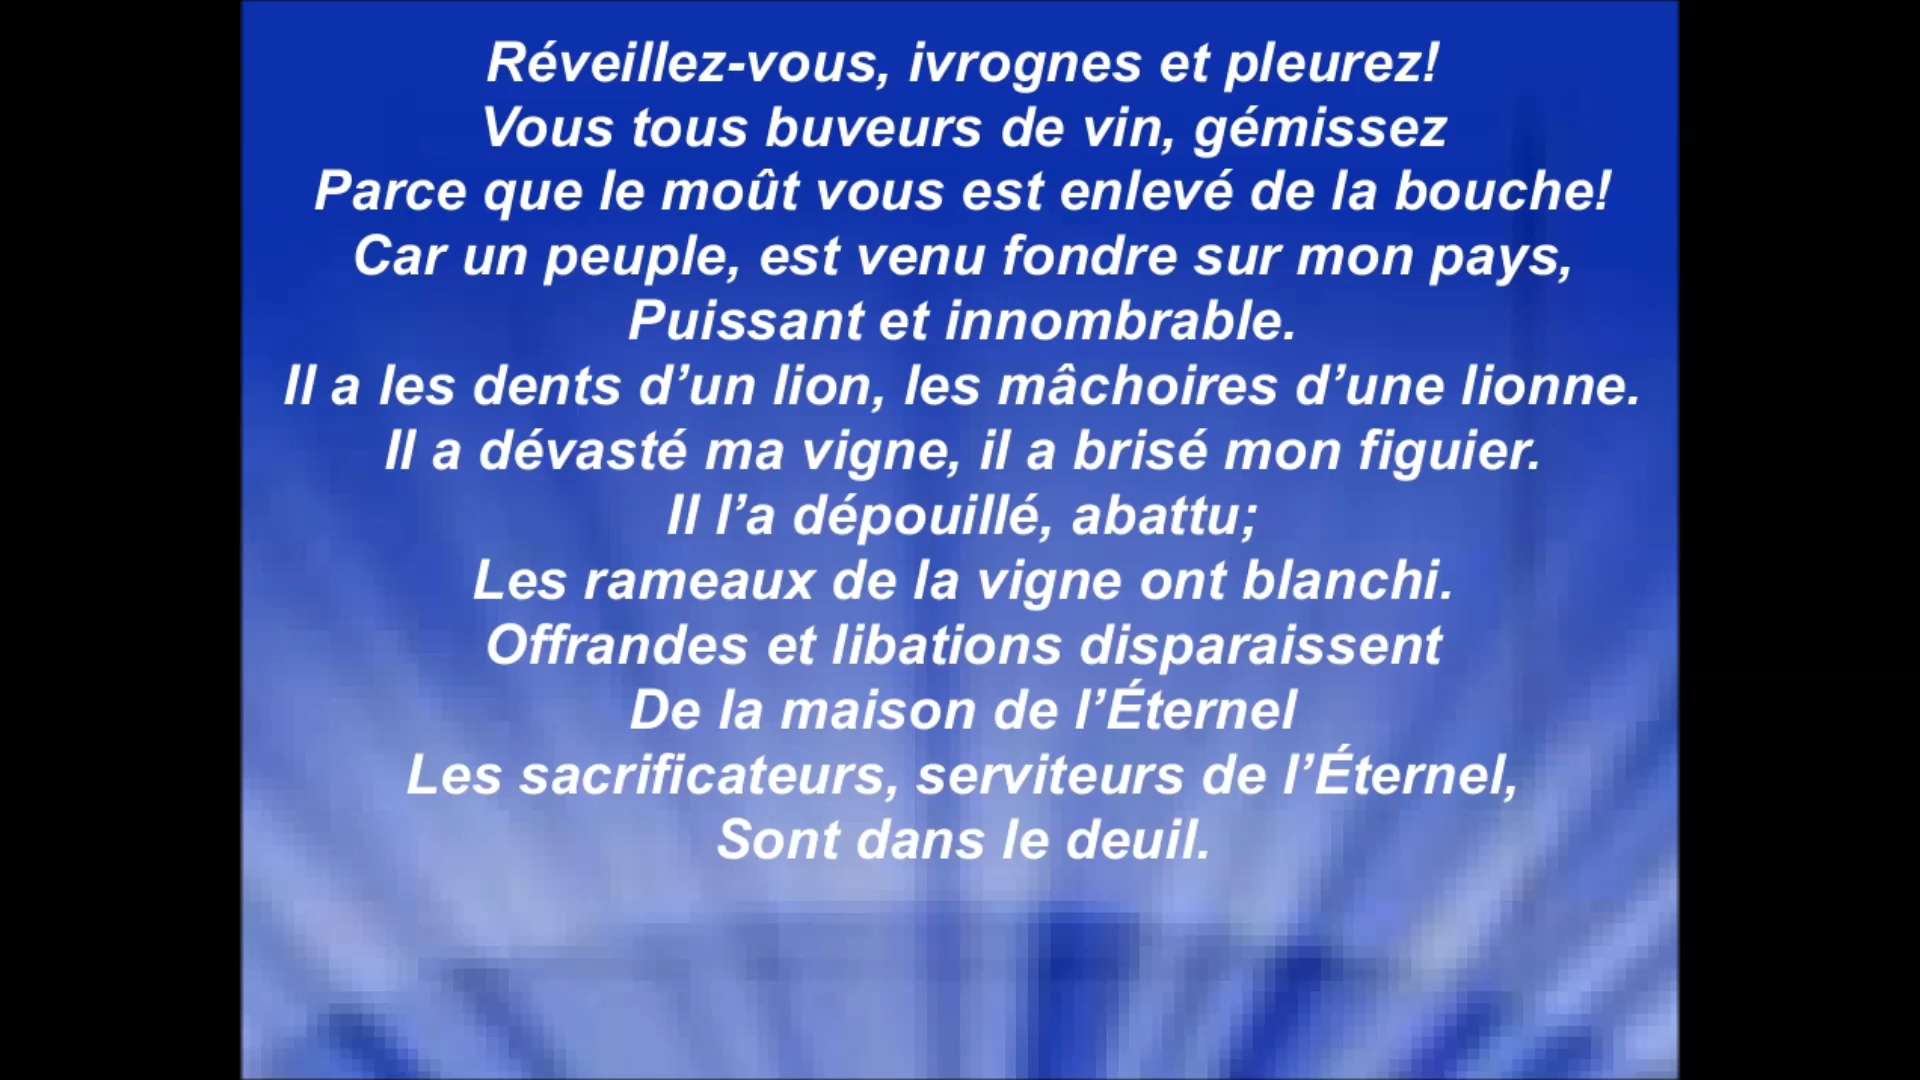 Réveillez-vous, ivrognes et pleurez!
Vous tous buveurs de vin, gémissez
Parce que le moût vous est enlevé de la bouche!
Car un peuple, est venu fondre sur mon pays,
Puissant et innombrable.
Il a les dents d’un lion, les mâchoires d’une lionne.
Il a dévasté ma vigne, il a brisé mon figuier.
Il l’a dépouillé, abattu;
Les rameaux de la vigne ont blanchi.
Offrandes et libations disparaissent
De la maison de l’Éternel
Les sacrificateurs, serviteurs de l’Éternel,
Sont dans le deuil.